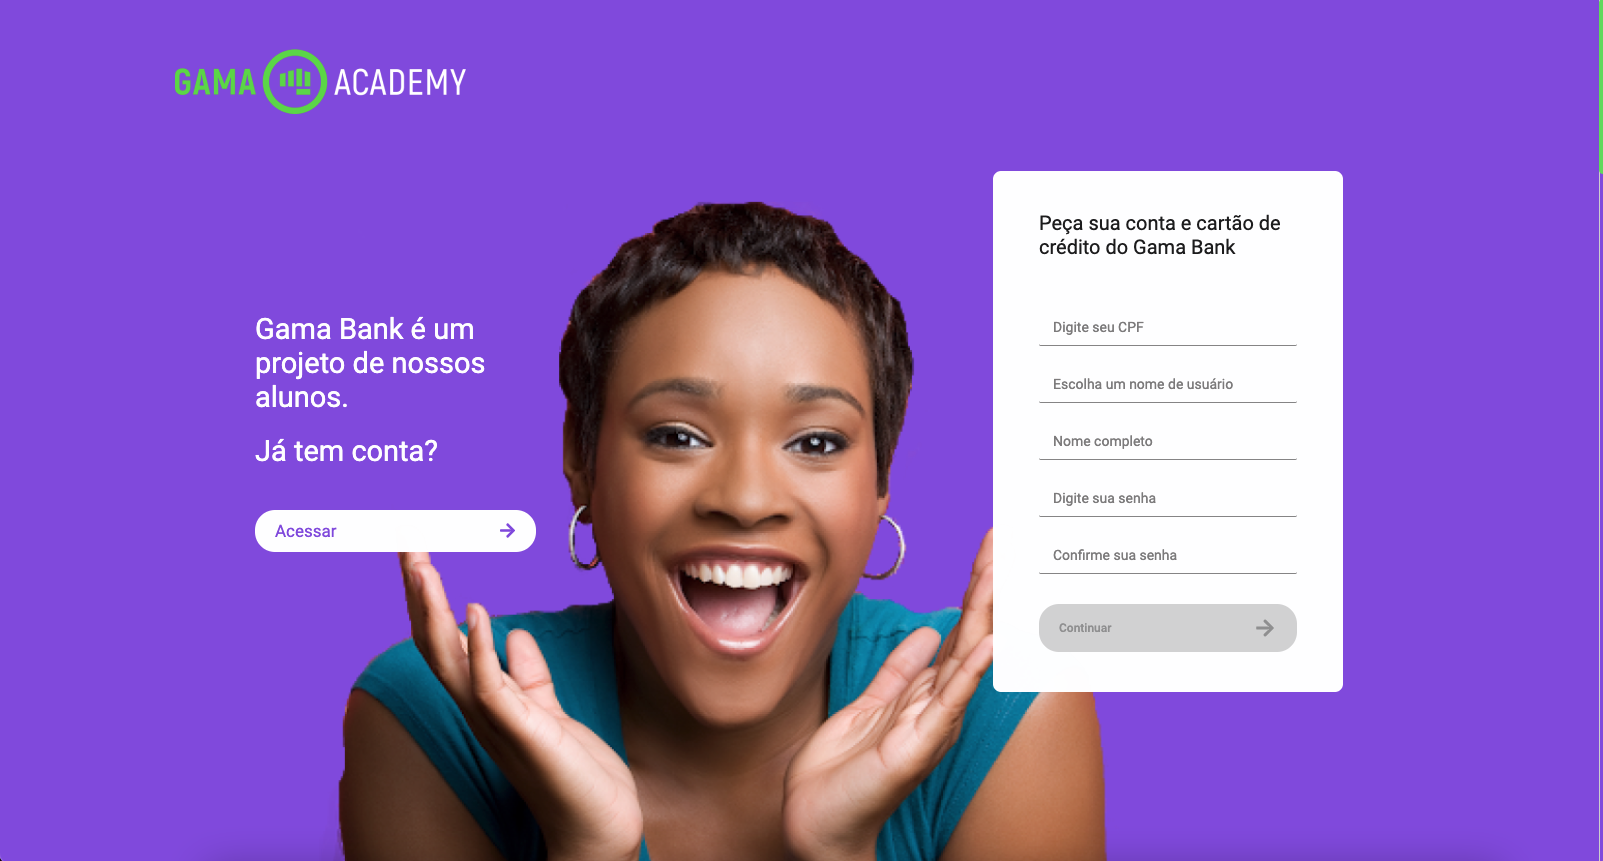 GAMA ACADEMY
Gama Bank é um
projeto de nossos
alunos.
Já tem conta?
Acessar
Peça sua conta e cartão de
crédito do Gama Bank
Digite seu CPF
Escolha um nome de usuário
Nome completo
Digite sua senha
Confirme sua senha
Continuar